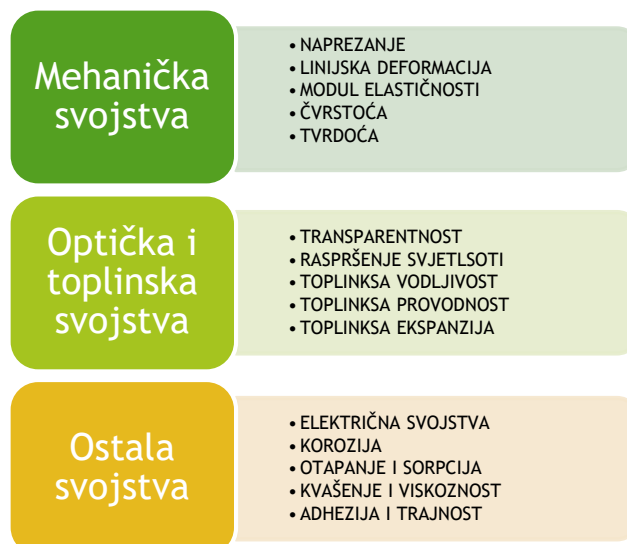 Mehanička
svojstva
• NAPREZANJE
• LINIJSKA DEFORMACIJA
• MODUL ELASTIČNOSTI
• ČVRSTOĆA
• TVRDOĆA
Optička i
toplinska
svojstva
• TRANSPARENTNOST
• RASPRŠENJE SVJETLSOTI
• TOPLINKSA VODLJIVOST
• TOPLINKSA PROVODNOST
• TOPLINKSA EKSPANZIJA
Ostala
svojstva
• ELEKTRIČNA SVOJSTVA
• KOROZIJA
• OTAPANJE I SORPCIJA
• KVAŠENJE I VISKOZNOST
• ADHEZIJA I TRAJNOST